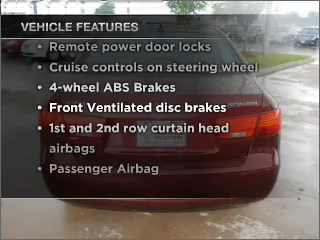 VEHICLE FEATURES
• Remote power door locks
• Cruise controls on steering wheel
• 4-wheel ABS Brakes
• Front Ventilated disc brakes
• 1st and 2nd row curtain head
airbags
• Passenger Airbag